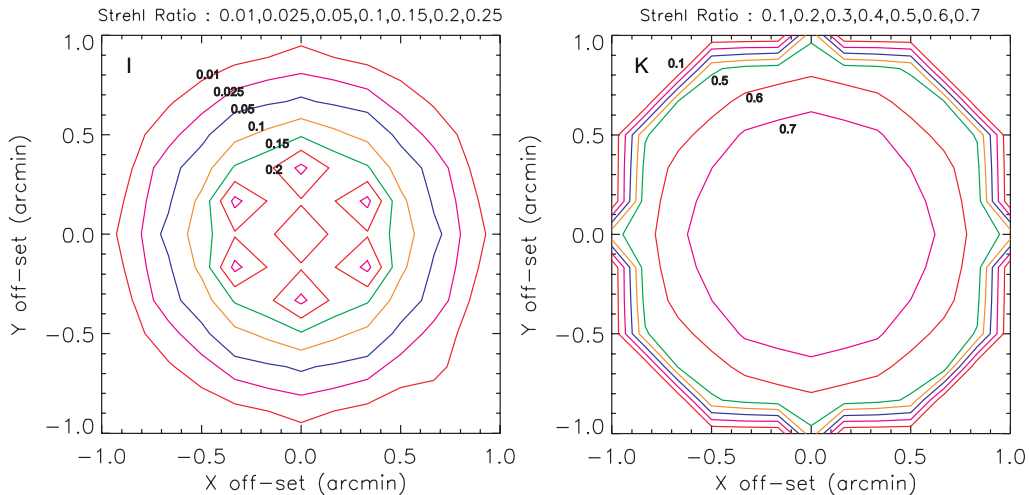 Strehl Ratio : 0.01,0.025,0.05,0.1,0.15,0.2,0.25
I
0.01
0.025
0.05
0.1
0.15
0.2
1.0
0.5
0.0
−0.5
−1.0
Y off-set (arcmin)
−1.0 −0.5 0.0 0.5 1.0
X off-set (arcmin)
Strehl Ratio : 0.1,0.2,0.3,0.4,0.5,0.6,0.7
K
0.1
0.5
0.6
0.7
1.0
0.5
0.0
−0.5
−1.0
Y off-set (arcmin)
−1.0 −0.5 0.0 0.5 1.0
X off-set (arcmin)